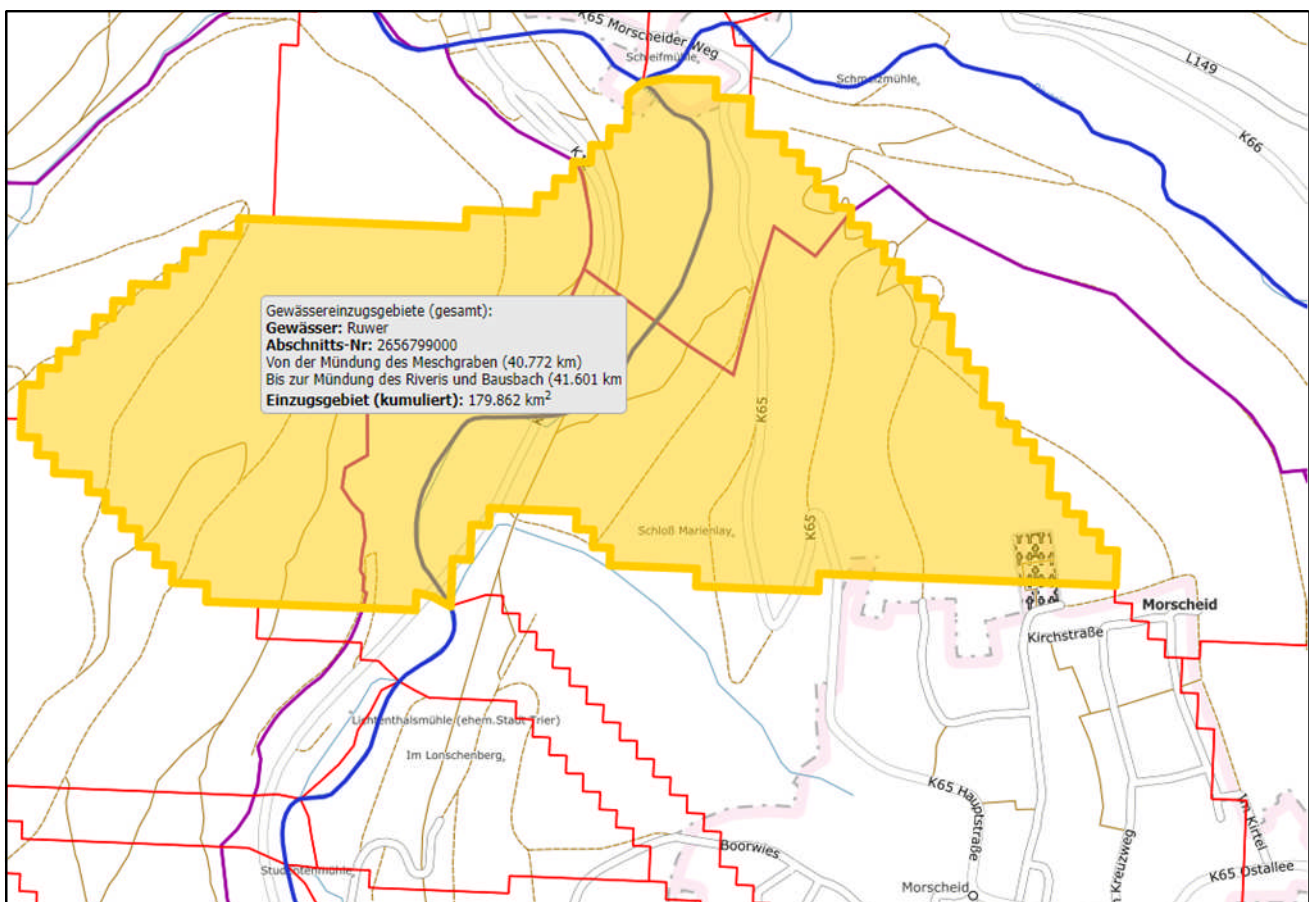 K65 Morscheider Weg
Schleifmühle
Schmelzmühle
L149
K66
Gewässereinzugsgebiete (gesamt):
Gewässer: Ruwer
Abschnitts-Nr: 2656799000
Von der Mündung des Meschgraben (40.772 km)
Bis zur Mündung des Riveris und Bausbach (41.601 km
Einzugsgebiet (kumuliert): 179.862 km²
K65
Schloß Marienlay
K65
Morscheid
Kirchstraße
Lichtenthalsmühle (ehem.Stadt Trier)
Im Lonschenberg
K65 Hauptstraße
Im Kirtel
Boorwies
Kreuzweg
Studentenmühle
K65 Ostallee
Morscheid